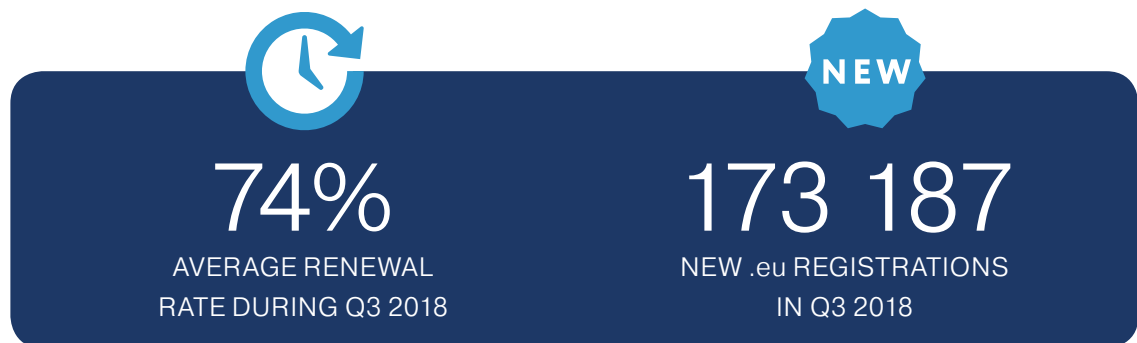 NEW
74%
AVERAGE RENEWAL
RATE DURING Q3 2018
173 187
NEW .eu REGISTRATIONS
IN Q3 2018